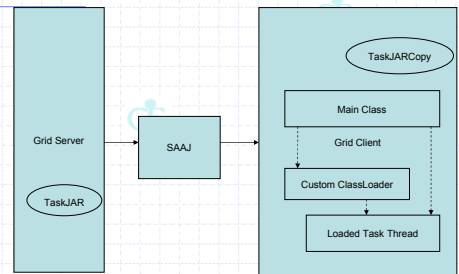 TaskJARCopy
Main Class
Grid Server
SAAJ
Grid Client
Custom ClassLoader
TaskJAR
Loaded Task Thread